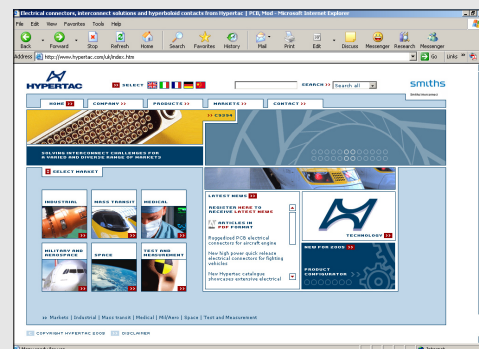 Electrical connectors, interconnect solutions and hyperboloid contacts from Hypertac | PCB, Mod - Microsoft Internet Explorer
File Edit View Favorites Tools Help
Back Forward Stop Refresh Home Search Favorites History Mail Print Edit Discuss Messenger Research Messenger
Address http://www.hypertac.com/uk/index.htm Go Links
HYPERTAC
SELECT
SEARCH >> Search all
smiths
HOME COMPANY >> PRODUCTS >> MARKETS >> CONTACT >>
SOLVING INTERCONNECT CHALLENGES FOR
A VARIED AND DIVERSE RANGE OF MARKETS
SELECT MARKET
INDUSTRIAL
MASS TRANSIT
MEDICAL
MILITARY AND
AEROSPACE
SPACE
TEST AND
MEASUREMENT
LATEST NEWS
REGISTER HERE TO
RECEIVE LATEST NEWS
ARTICLES IN
PDF FORMAT
Ruggedized PCB electrical
connectors for aircraft engine
New high power quick release
electrical connectors for fighting
vehicles
New Hypertac catalogue
showcases extensive electrical
TECHNOLOGY
NEW FOR 2005
PRODUCT
CONFIGURATOR
Markets | Industrial | Mass transit | Medical | Mil/Aero | Space | Test and Measurement
COPYRIGHT HYPERTAC 2005 DISCLAIMER
Internet